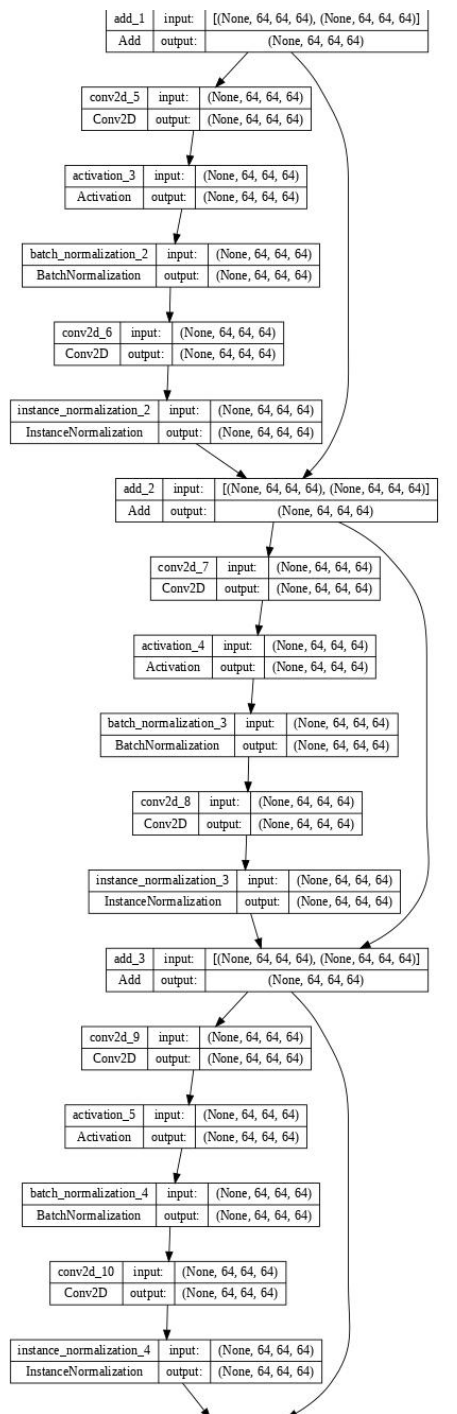 add_1 input: [(None, 64, 64, 64), (None, 64, 64, 64)]
Add output: (None, 64, 64, 64)
conv2d_5 input: (None, 64, 64, 64)
Conv2D output: (None, 64, 64, 64)
activation_3 input: (None, 64, 64, 64)
Activation output: (None, 64, 64, 64)
batch_normalization_2 input: (None, 64, 64, 64)
BatchNormalization output: (None, 64, 64, 64)
conv2d_6 input: (None, 64, 64, 64)
Conv2D output: (None, 64, 64, 64)
instance_normalization_2 input: (None, 64, 64, 64)
InstanceNormalization output: (None, 64, 64, 64)
add_2 input: [(None, 64, 64, 64), (None, 64, 64, 64)]
Add output: (None, 64, 64, 64)
conv2d_7 input: (None, 64, 64, 64)
Conv2D output: (None, 64, 64, 64)
activation_4 input: (None, 64, 64, 64)
Activation output: (None, 64, 64, 64)
batch_normalization_3 input: (None, 64, 64, 64)
BatchNormalization output: (None, 64, 64, 64)
conv2d_8 input: (None, 64, 64, 64)
Conv2D output: (None, 64, 64, 64)
instance_normalization_3 input: (None, 64, 64, 64)
InstanceNormalization output: (None, 64, 64, 64)
add_3 input: [(None, 64, 64, 64), (None, 64, 64, 64)]
Add output: (None, 64, 64, 64)
conv2d_9 input: (None, 64, 64, 64)
Conv2D output: (None, 64, 64, 64)
activation_5 input: (None, 64, 64, 64)
Activation output: (None, 64, 64, 64)
batch_normalization_4 input: (None, 64, 64, 64)
BatchNormalization output: (None, 64, 64, 64)
conv2d_10 input: (None, 64, 64, 64)
Conv2D output: (None, 64, 64, 64)
instance_normalization_4 input: (None, 64, 64, 64)
InstanceNormalization output: (None, 64, 64, 64)